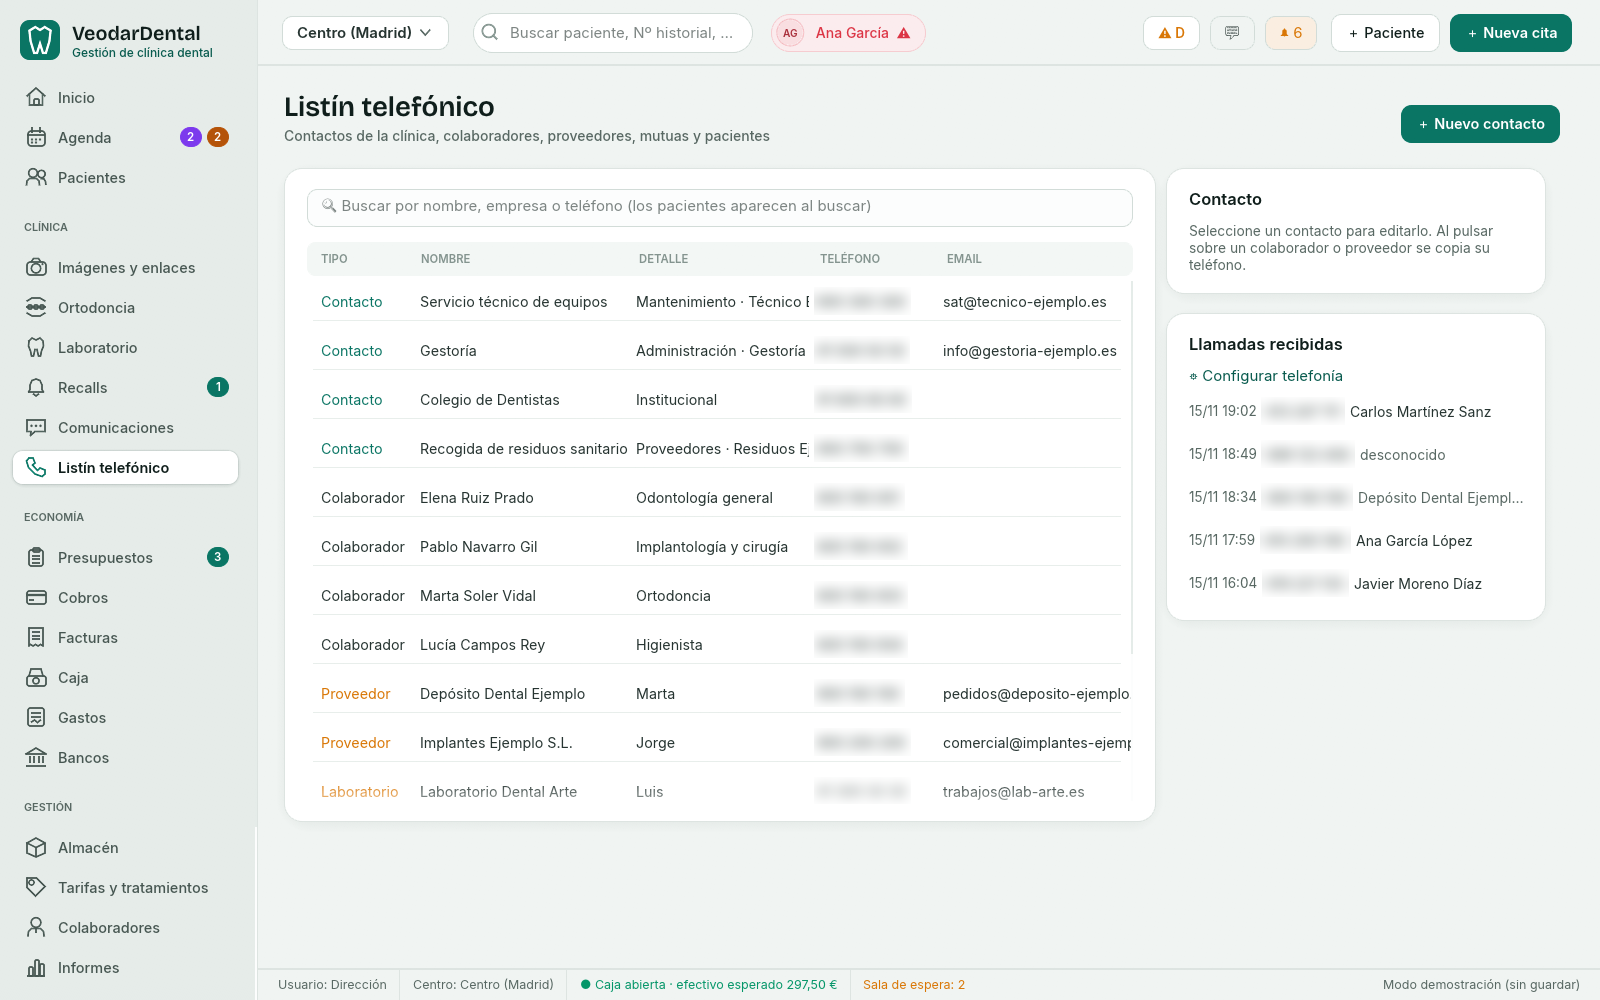 VeodarDental
Gestión de clínica dental
Inicio
Agenda 2 2
Pacientes
CLÍNICA
Imágenes y enlaces
Ortodoncia
Laboratorio
Recalls 1
Comunicaciones
Listín telefónico
ECONOMÍA
Presupuestos 3
Cobros
Facturas
Caja
Gastos
Bancos
GESTIÓN
Almacén
Tarifas y tratamientos
Colaboradores
Informes
Centro (Madrid)
Buscar paciente, Nº historial, ...
AG Ana García
D
6
+ Paciente
+ Nueva cita
Listín telefónico
Contactos de la clínica, colaboradores, proveedores, mutuas y pacientes
+ Nuevo contacto
Buscar por nombre, empresa o teléfono (los pacientes aparecen al buscar)
TIPO NOMBRE DETALLE TELÉFONO EMAIL
Contacto Servicio técnico de equipos Mantenimiento · Técnico sat@tecnico-ejemplo.es
Contacto Gestoría Administración · Gestoría info@gestoria-ejemplo.es
Contacto Colegio de Dentistas Institucional
Contacto Recogida de residuos sanitario Proveedores · Residuos Ej
Colaborador Elena Ruiz Prado Odontología general
Colaborador Pablo Navarro Gil Implantología y cirugía
Colaborador Marta Soler Vidal Ortodoncia
Colaborador Lucía Campos Rey Higienista
Proveedor Depósito Dental Ejemplo Marta pedidos@deposito-ejemplo.
Proveedor Implantes Ejemplo S.L. Jorge comercial@implantes-ejemp
Laboratorio Laboratorio Dental Arte Luis trabajos@lab-arte.es
Contacto
Seleccione un contacto para editarlo. Al pulsar
sobre un colaborador o proveedor se copia su
teléfono.
Llamadas recibidas
Configurar telefonía
15/11 19:02 Carlos Martínez Sanz
15/11 18:49 desconocido
15/11 18:34 Depósito Dental Ejempl...
15/11 17:59 Ana García López
15/11 16:04 Javier Moreno Díaz
Usuario: Dirección
Centro: Centro (Madrid)
Caja abierta · efectivo esperado 297,50 €
Sala de espera: 2
Modo demostración (sin guardar)